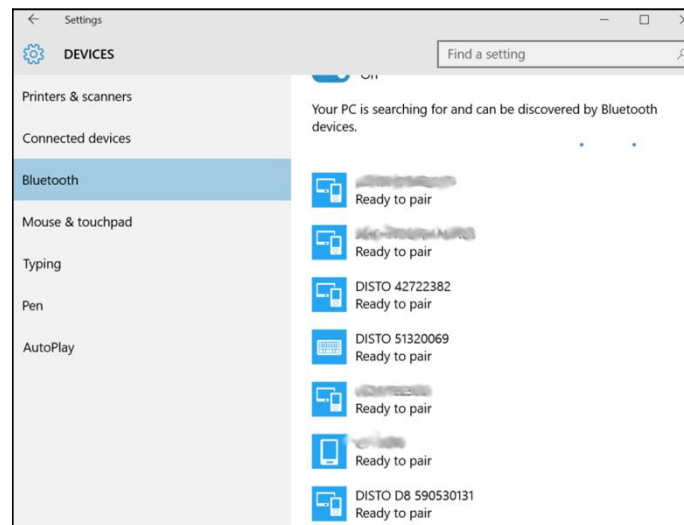 Settings
DEVICES
Find a setting
Printers & scanners
Connected devices
Bluetooth
Mouse & touchpad
Typing
Pen
AutoPlay
On
Your PC is searching for and can be discovered by Bluetooth
devices.
Ready to pair
Ready to pair
DISTO 42722382
Ready to pair
DISTO 51320069
Ready to pair
Ready to pair
Ready to pair
DISTO D8 590530131
Ready to pair